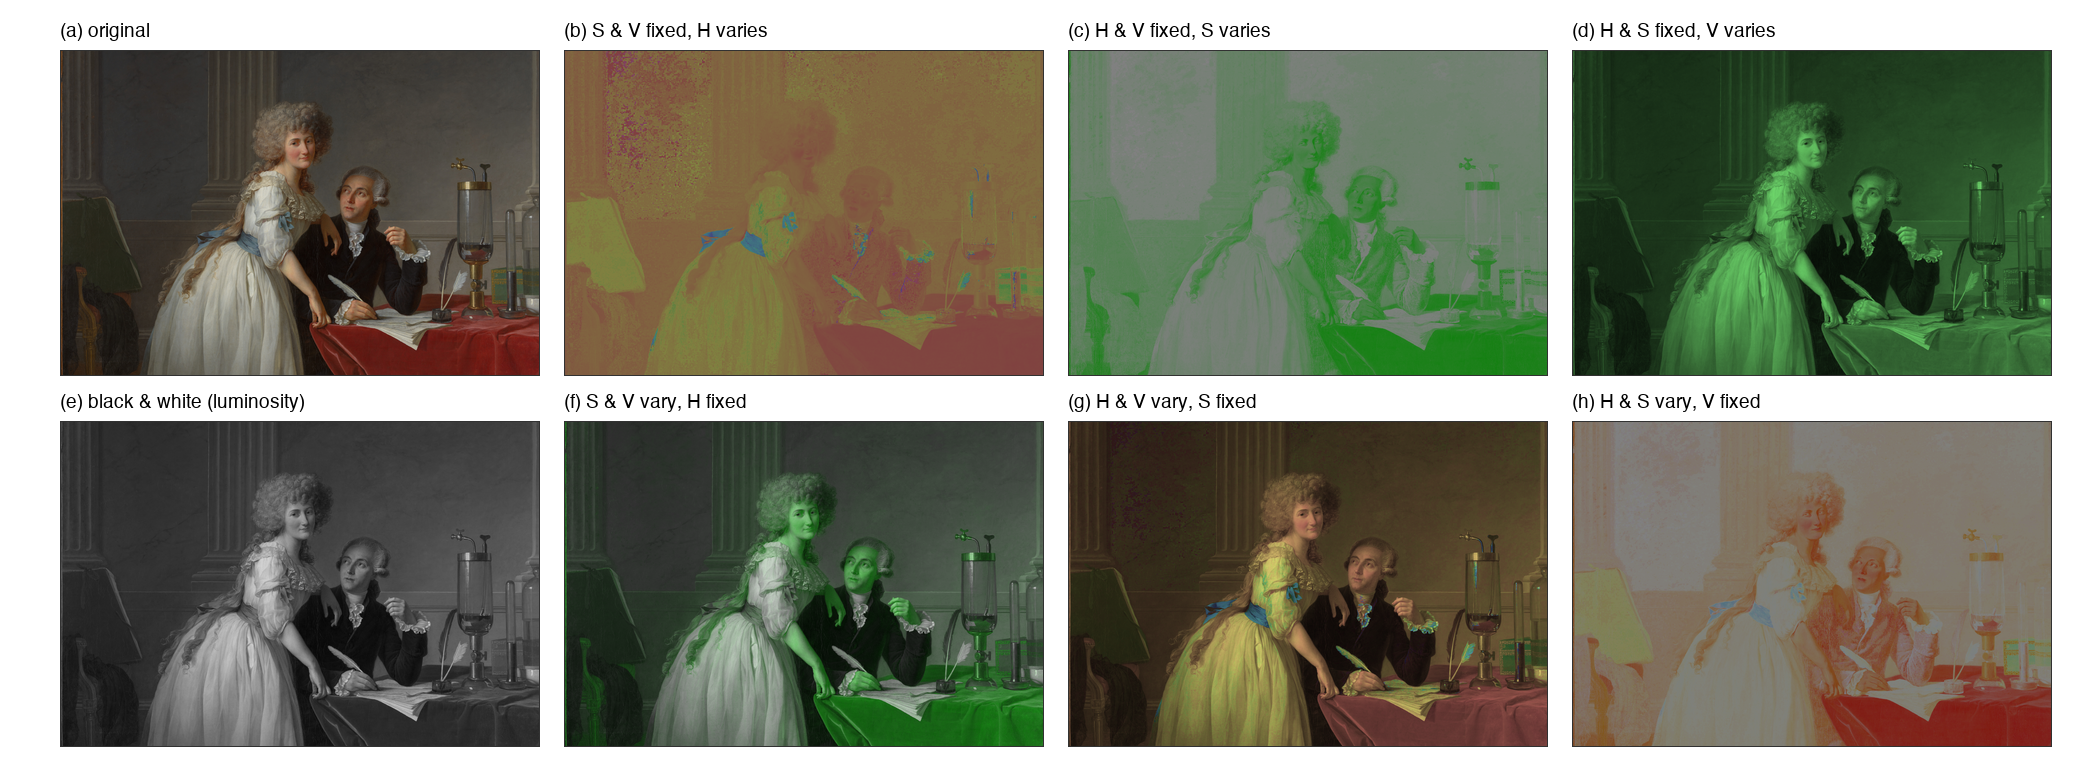 (a) original
(b) S & V fixed, H varies
(c) H & V fixed, S varies
(d) H & S fixed, V varies
(e) black & white (luminosity)
(f) S & V vary, H fixed
(g) H & V vary, S fixed
(h) H & S vary, V fixed